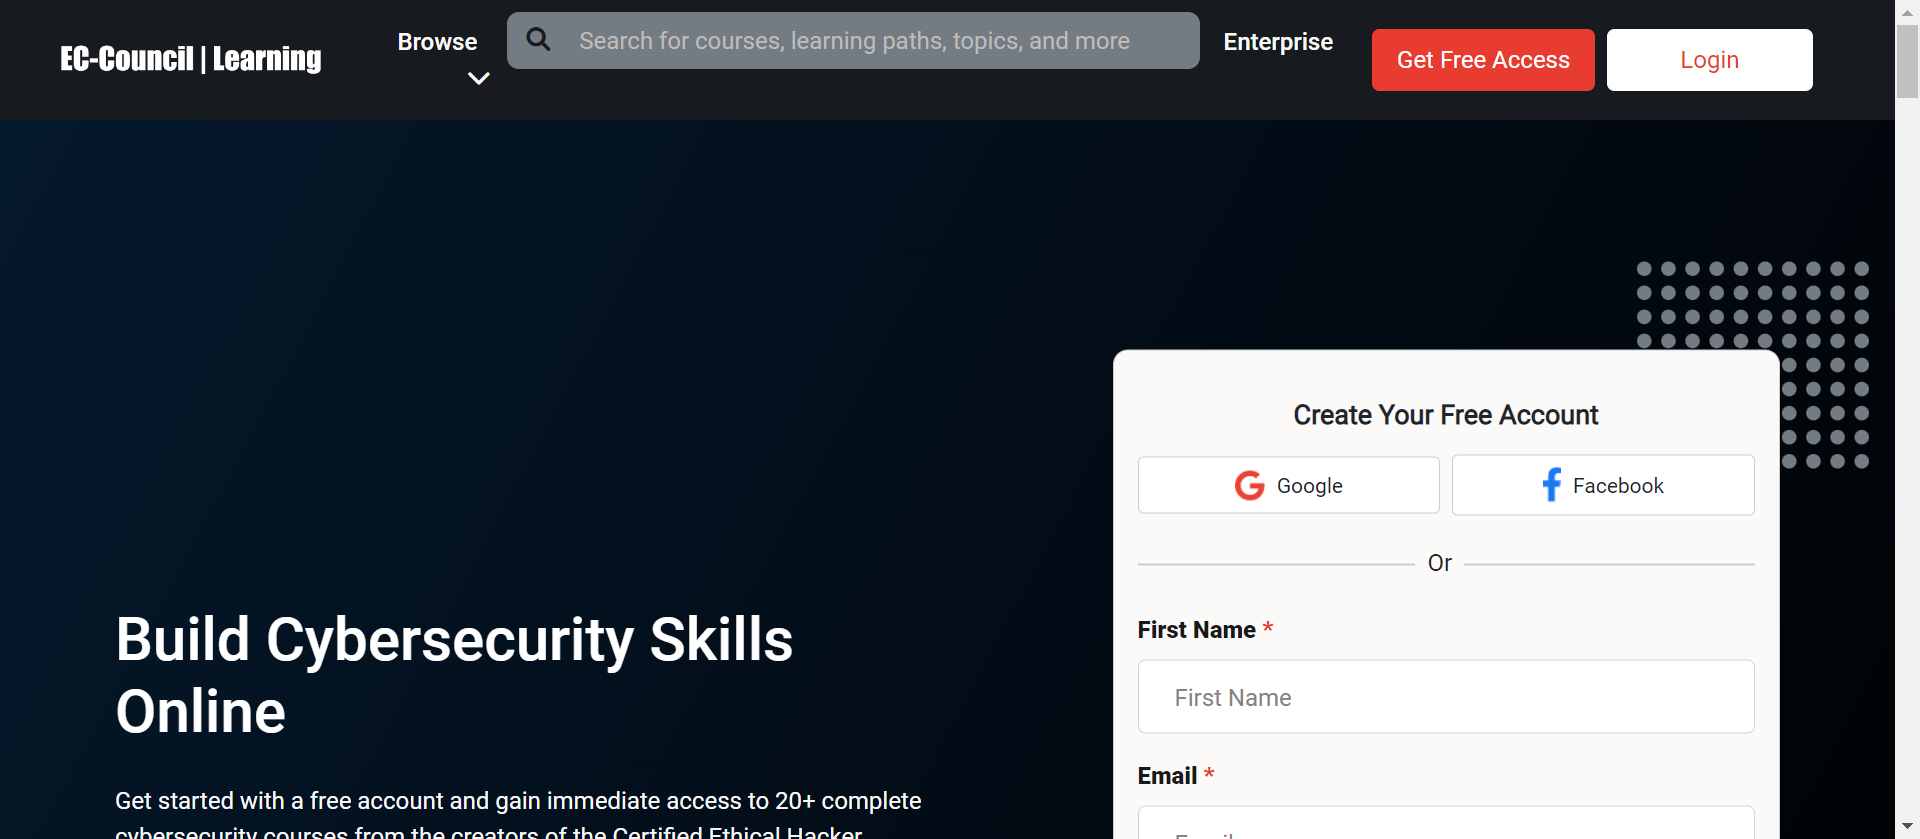 EC-Council | Learning
Browse
Search for courses, learning paths, topics, and more
Enterprise
Get Free Access
Login
Build Cybersecurity Skills
Online
Get started with a free account and gain immediate access to 20+ complete
cybersecurity courses from the creators of the Certified Ethical Hacker
Create Your Free Account
Google
Facebook
Or
First Name *
First Name
Email *
Email